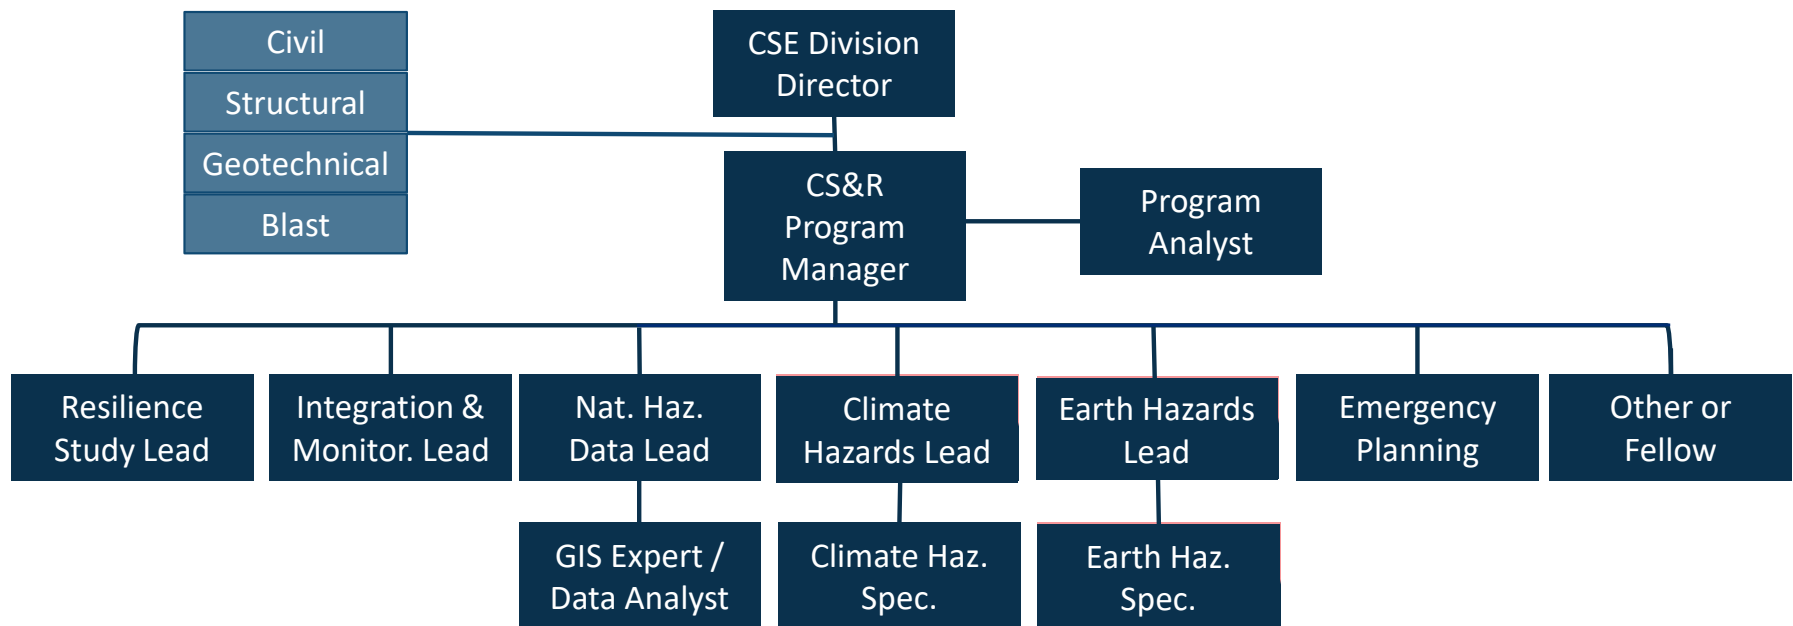 Civil
Structural
Geotechnical
Blast
CSE Division
Director
CS&R
Program
Manager
Program
Analyst
Resilience
Study Lead
Integration &
Monitor. Lead
Nat. Haz.
Data Lead
Climate
Hazards Lead
Earth Hazards
Lead
Emergency
Planning
Other or
Fellow
GIS Expert /
Data Analyst
Climate Haz.
Spec.
Earth Haz.
Spec.